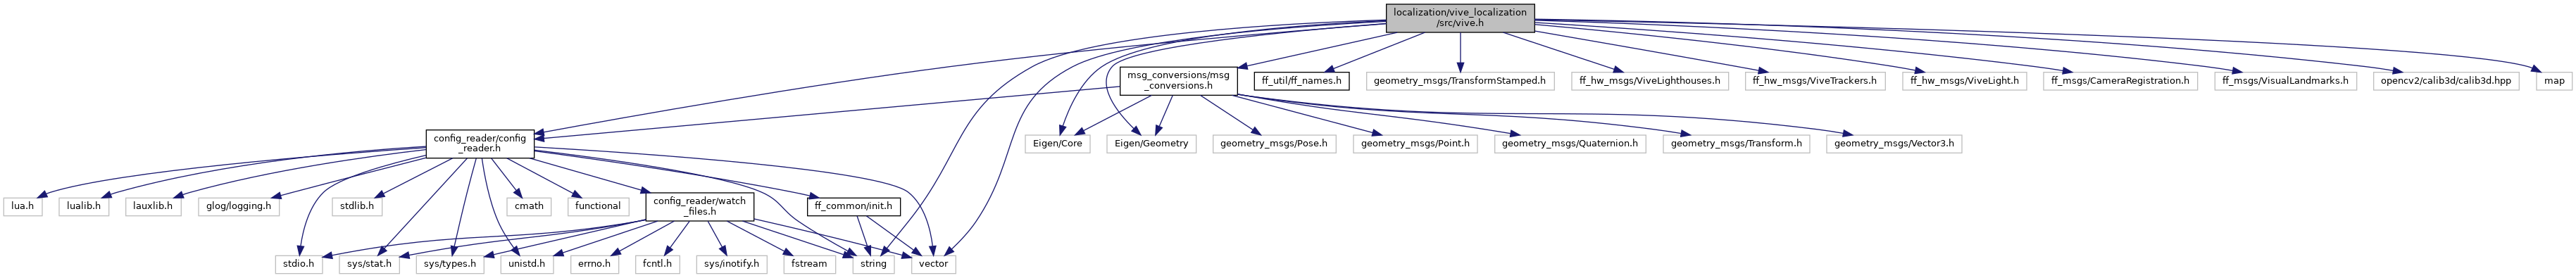 localization/vive_localization
/src/vive.h
msg_conversions/msg
_conversions.h
ff_util/ff_names.h
geometry_msgs/TransformStamped.h
ff_hw_msgs/ViveLighthouses.h
ff_hw_msgs/ViveTrackers.h
ff_hw_msgs/ViveLight.h
ff_msgs/CameraRegistration.h
ff_msgs/VisualLandmarks.h
opencv2/calib3d/calib3d.hpp
map
config_reader/config
_reader.h
Eigen/Core
Eigen/Geometry
geometry_msgs/Pose.h
geometry_msgs/Point.h
geometry_msgs/Quaternion.h
geometry_msgs/Transform.h
geometry_msgs/Vector3.h
lua.h
lualib.h
lauxlib.h
glog/logging.h
stdlib.h
cmath
functional
config_reader/watch
_files.h
ff_common/init.h
stdio.h
sys/stat.h
sys/types.h
unistd.h
errno.h
fcntl.h
sys/inotify.h
fstream
string
vector